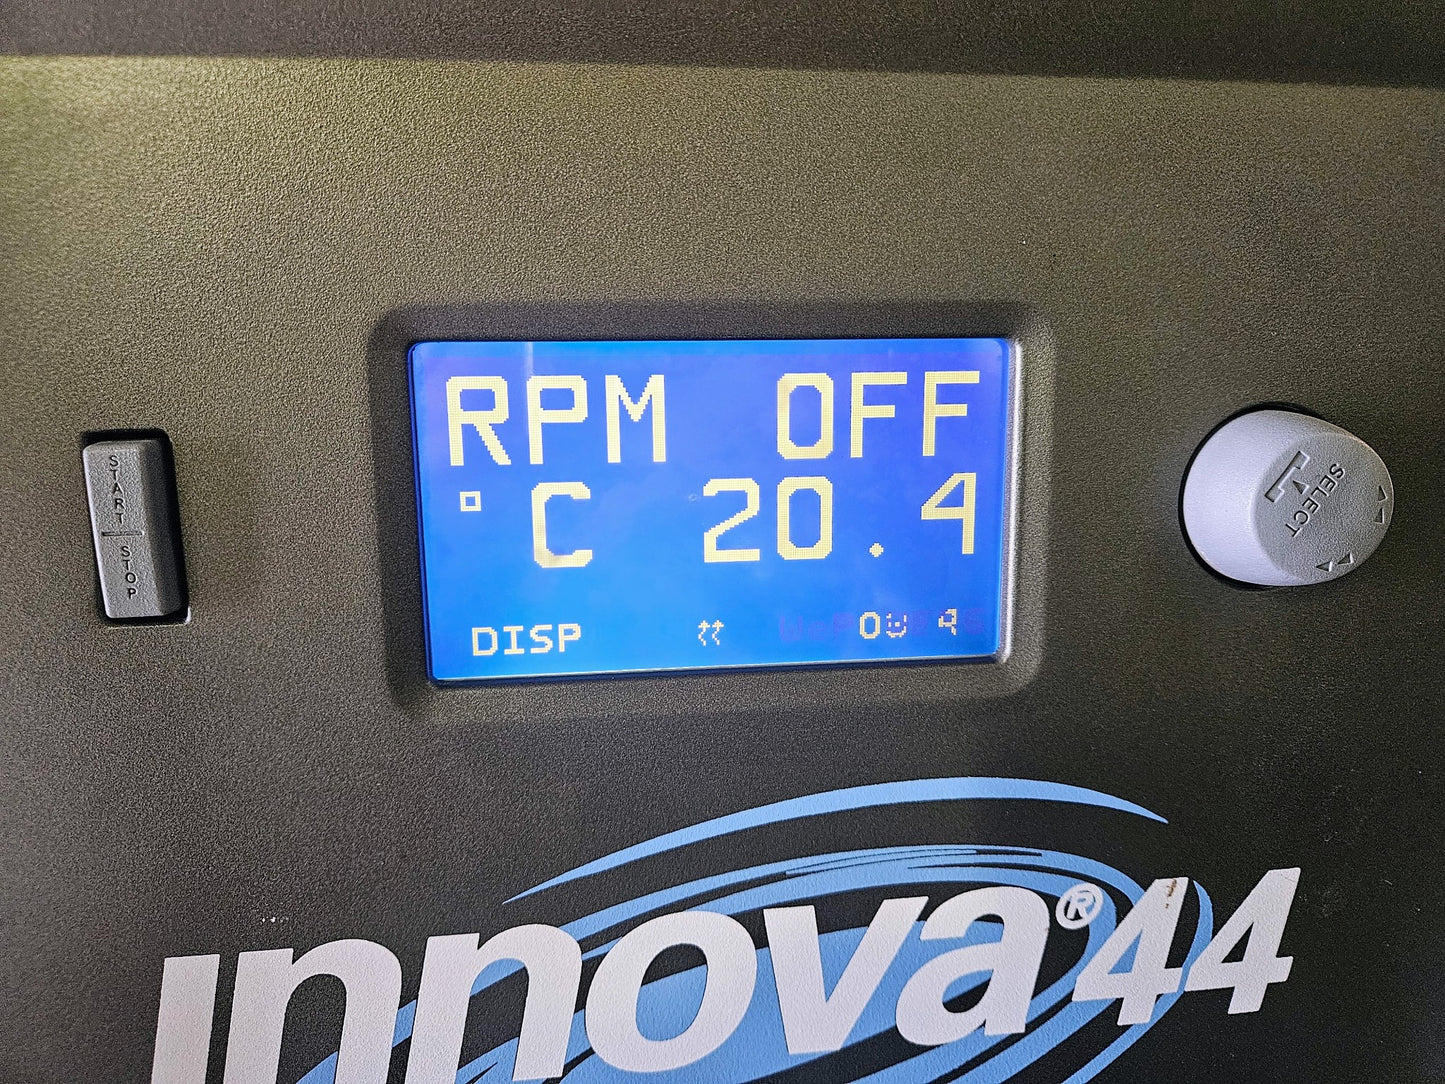 RPM OFF
°C 20.4
DISP
START
STOP
SELECT
innova® 44